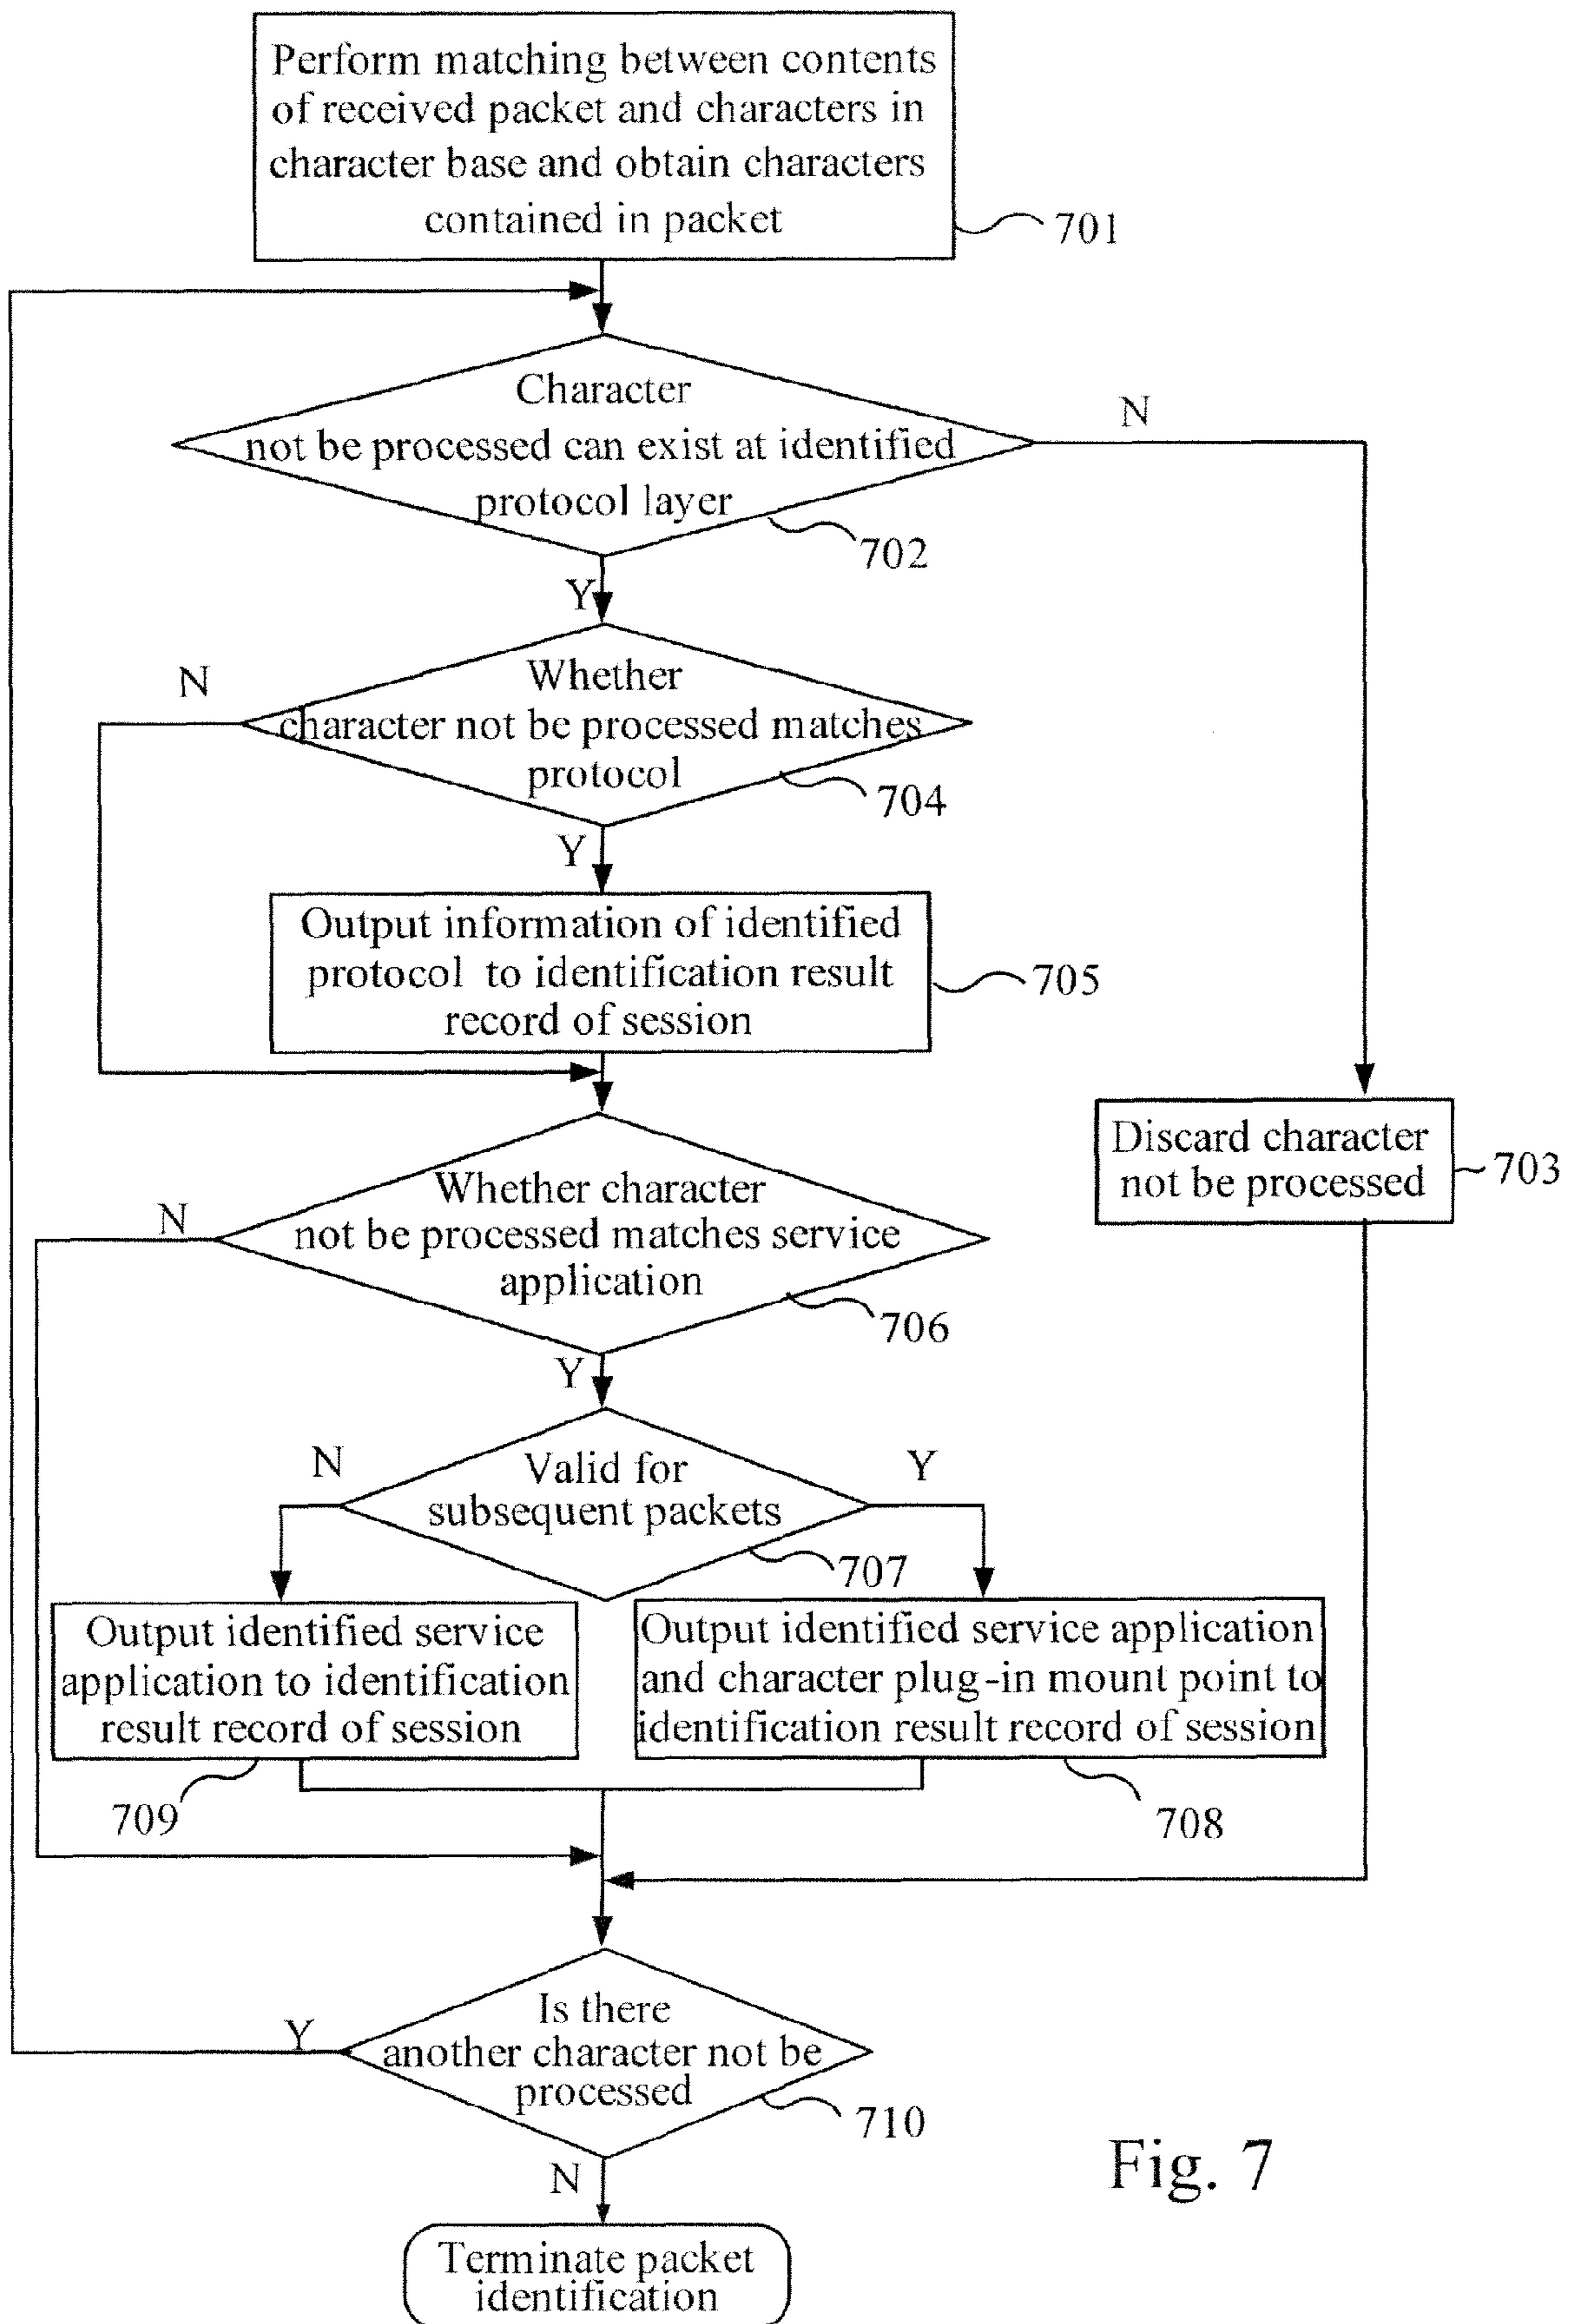 Perform matching between contents
of received packet and characters in
character base and obtain characters
contained in packet
701
Character
not be processed can exist at identified
protocol layer
N
702
Y
Whether
character not be processed matches
protocol
N
704
Y
Output information of identified
protocol to identification result
record of session
705
Discard character
not be processed
703
Whether character
not be processed matches service
application
N
706
Y
Valid for
subsequent packets
N
Y
707
Output identified service
application to identification
result record of session
709
Output identified service application
and character plug-in mount point to
identification result record of session
708
Is there
another character not be
processed
Y
710
N
Terminate packet
identification
Fig. 7